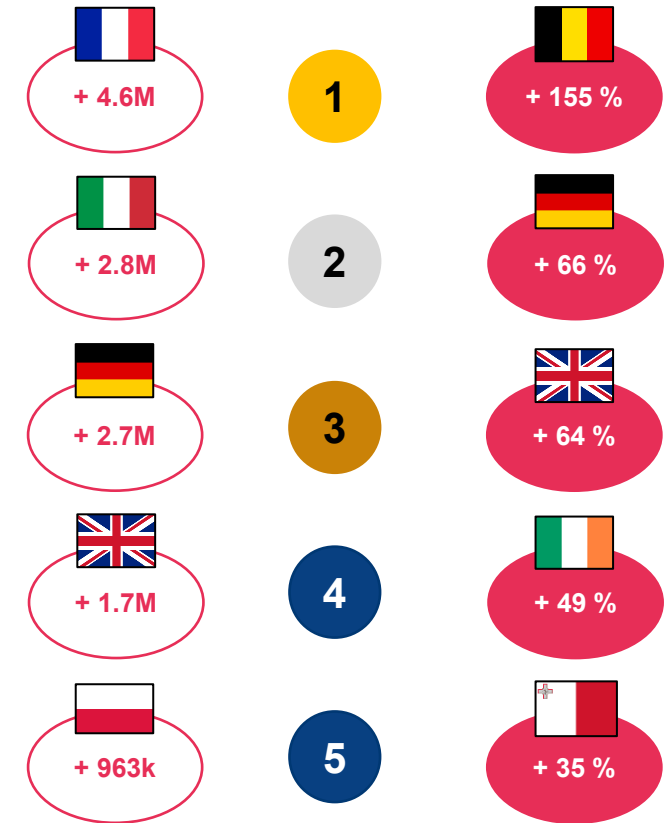 + 4.6M
1
+ 155 %
+ 2.8M
2
+ 66 %
+ 2.7M
3
+ 64 %
+ 1.7M
4
+ 49 %
+ 963k
5
+ 35 %